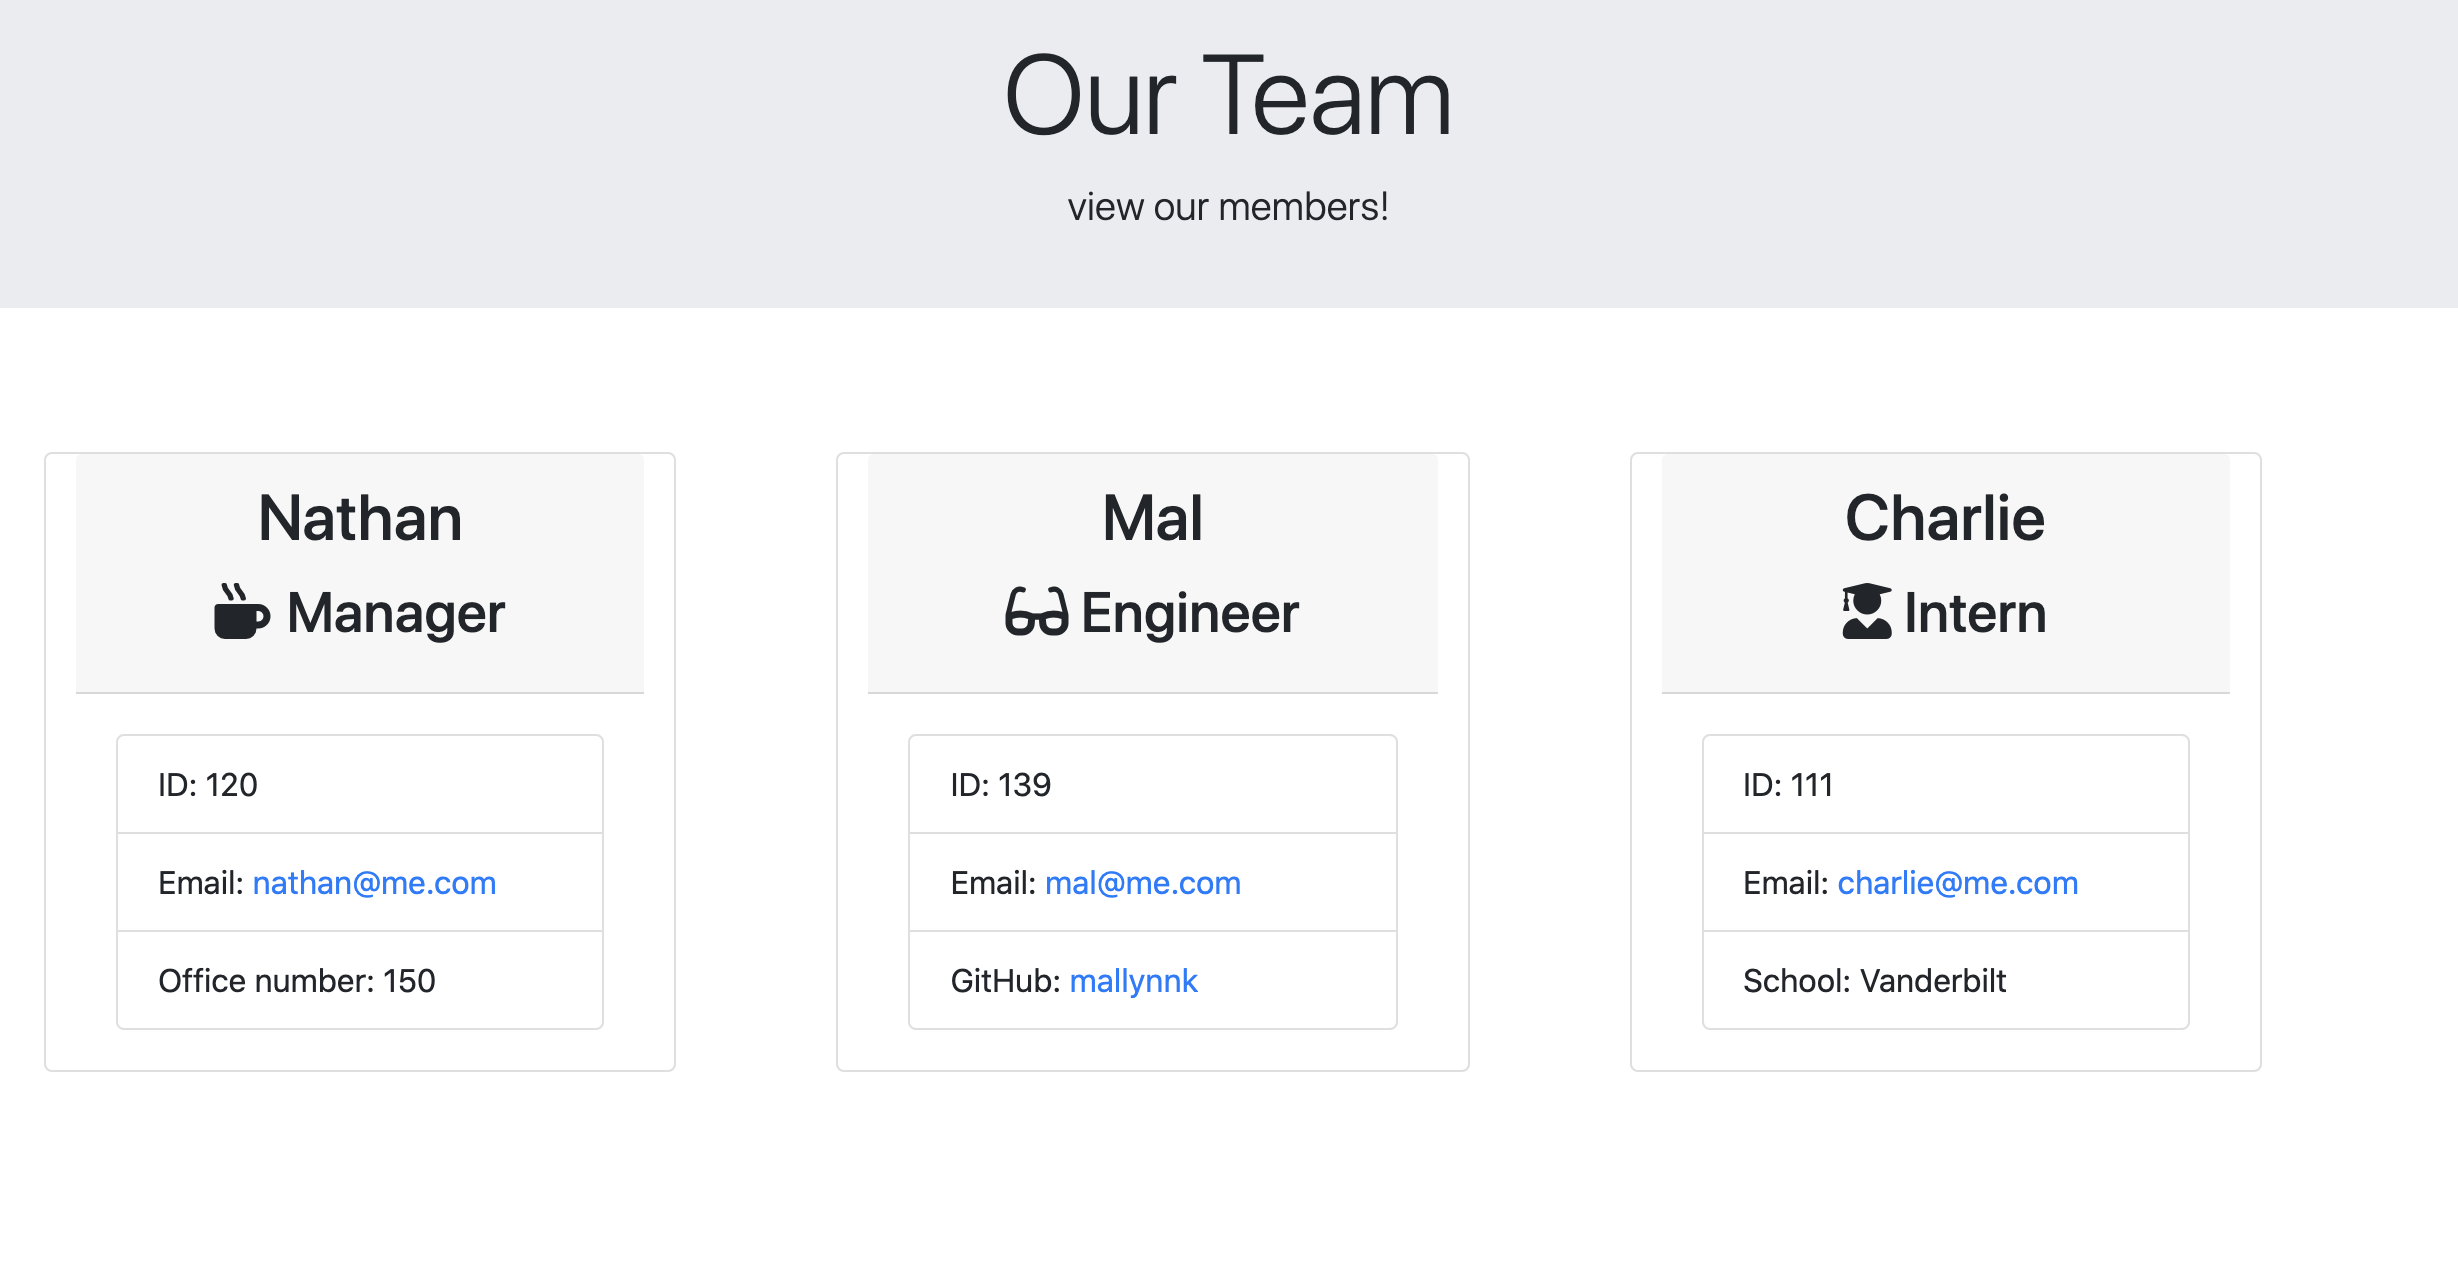 Our Team
view our members!
Nathan
Manager
ID: 120
Email: nathan@me.com
Office number: 150
Mal
Engineer
ID: 139
Email: mal@me.com
GitHub: mallynnk
Charlie
Intern
ID: 111
Email: charlie@me.com
School: Vanderbilt